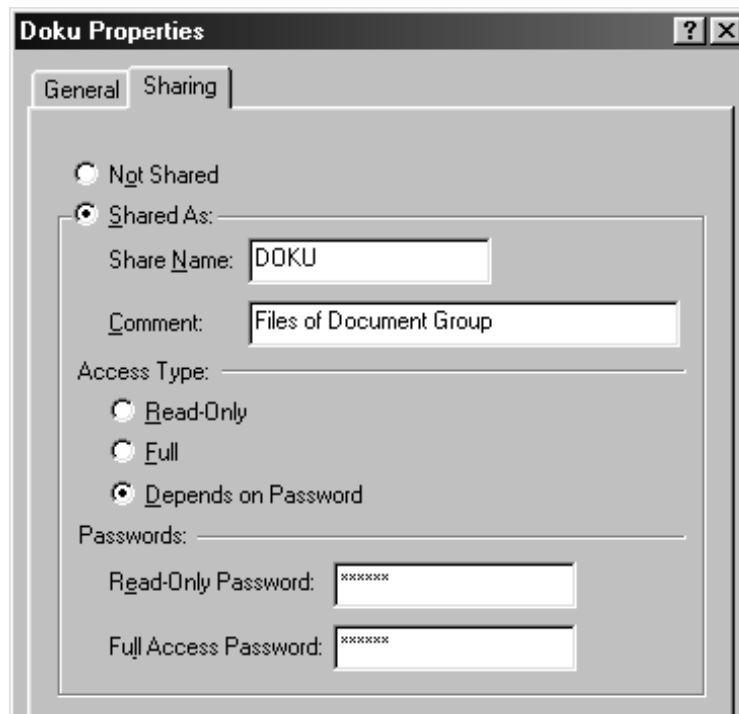 Doku Properties
General Sharing
Not Shared
Shared As:
Share Name: DOKU
Comment: Files of Document Group
Access Type:
Read-Only
Full
Depends on Password
Passwords:
Read-Only Password: ******
Full Access Password: ******